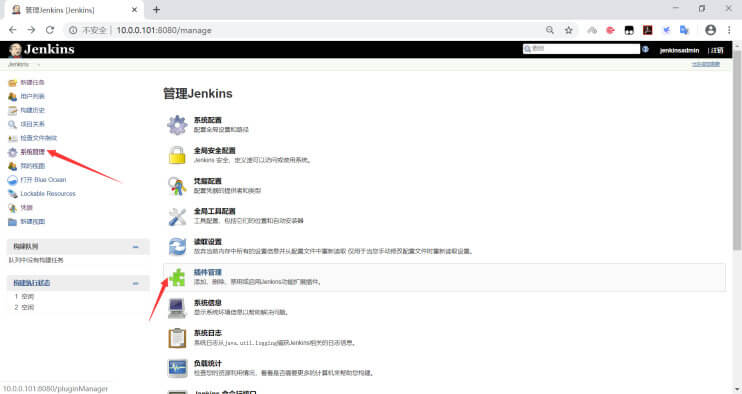 管理Jenkins [Jenkins]
不安全 | 10.0.0.101:8080/manage
Jenkins
查找
jenkinsadmin | 注销
Jenkins
新建任务
用户列表
构建历史
项目关系
检查文件指纹
系统管理
我的视图
打开 Blue Ocean
Lockable Resources
凭据
新建视图
构建队列
队列中没有构建任务
构建执行状态
1 空闲
2 空闲
管理Jenkins
系统配置
配置全局设置和路径
全局安全配置
Jenkins 安全，定义谁可以访问或使用系统。
凭据配置
配置凭据的提供者和类型
全局工具配置
工具配置，包括它们的位置和自动安装器
读取设置
放弃当前内存中所有的设置信息并从配置文件中重新读取 仅用于当您手动修改配置文件时重新读取设置。
插件管理
添加、删除、禁用或启用Jenkins功能扩展插件。
系统信息
显示系统环境信息以帮助解决问题。
系统日志
系统日志从java.util.logging捕获Jenkins相关的日志信息。
负载统计
检查您的资源利用情况，看看是否需要更多的计算机来帮助您构建。
Jenkins 命令行接口
10.0.0.101:8080/pluginManager